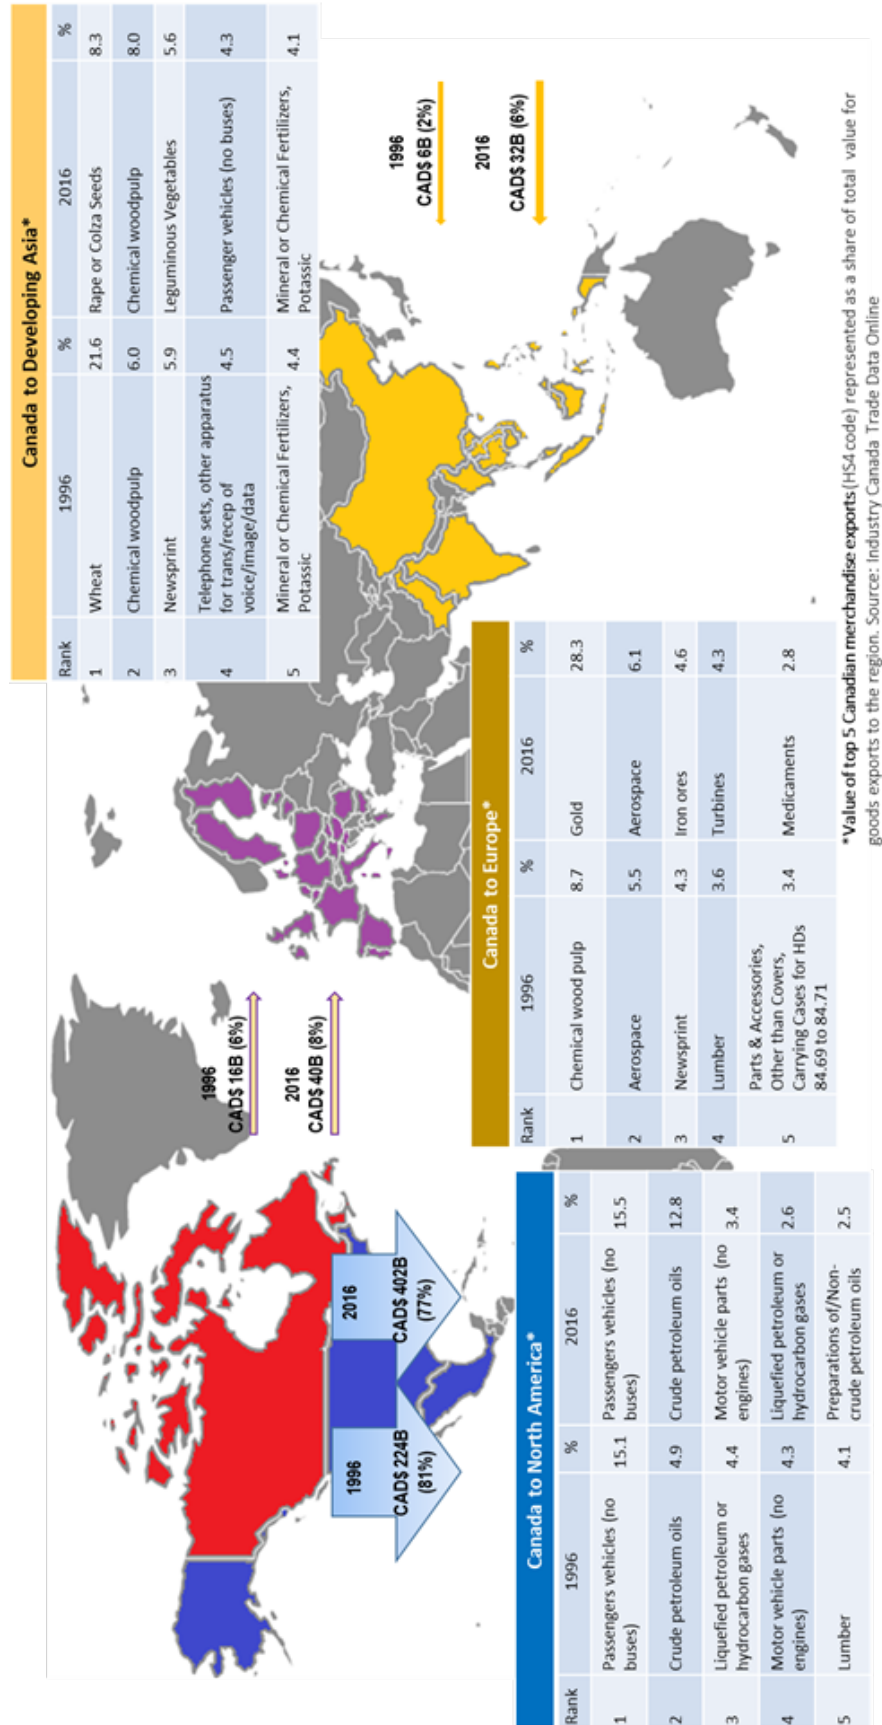 1996
CAD$ 16B (6%)
2016
CAD$ 40B (8%)
1996
CAD$ 6B (2%)
2016
CAD$ 32B (6%)
1996
CAD$ 224B
(81%)
2016
CAD$ 402B
(77%)
Canada to North America*
Rank 1996 % 2016 %
1 Passengers vehicles (no buses) 15.1 Passengers vehicles (no buses) 15.5
2 Crude petroleum oils 4.9 Crude petroleum oils 12.8
3 Liquefied petroleum or hydrocarbon gases 4.4 Motor vehicle parts (no engines) 3.4
4 Motor vehicle parts (no engines) 4.3 Liquefied petroleum or hydrocarbon gases 2.6
5 Lumber 4.1 Preparations of/Non-crude petroleum oils 2.5
Canada to Europe*
Rank 1996 % 2016 %
1 Chemical wood pulp 8.7 Gold 28.3
2 Aerospace 5.5 Aerospace 6.1
3 Newsprint 4.3 Iron ores 4.6
4 Lumber 3.6 Turbines 4.3
5 Parts & Accessories, Other than Covers, Carrying Cases for HDs 84.69 to 84.71 3.4 Medicaments 2.8
Canada to Developing Asia*
Rank 1996 % 2016 %
1 Wheat 21.6 Rape or Colza Seeds 8.3
2 Chemical woodpulp 6.0 Chemical woodpulp 8.0
3 Newsprint 5.9 Leguminous Vegetables 5.6
4 Telephone sets, other apparatus for trans/recep of voice/image/data 4.5 Passenger vehicles (no buses) 4.3
5 Mineral or Chemical Fertilizers, Potassic 4.4 Mineral or Chemical Fertilizers, Potassic 4.1
*Value of top 5 Canadian merchandise exports (HS4 code) represented as a share of total value for
goods exports to the region. Source: Industry Canada Trade Data Online